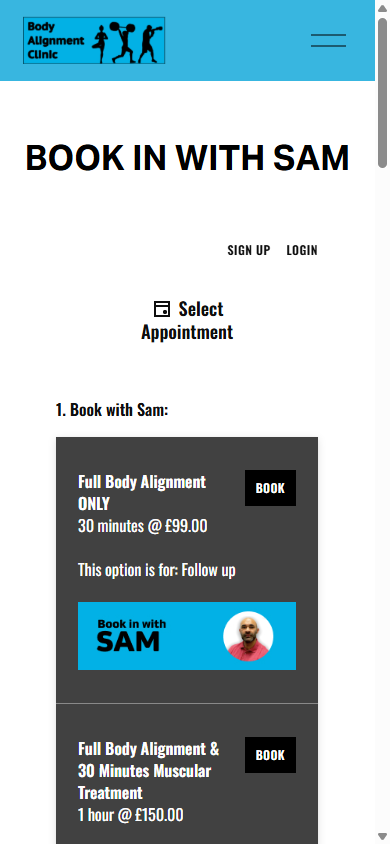 Body
Alignment
Clinic
BOOK IN WITH SAM
SIGN UP LOGIN
Select
Appointment
1. Book with Sam:
Full Body Alignment
ONLY
BOOK
30 minutes @ £99.00
This option is for: Follow up
Book in with
SAM
Full Body Alignment &
30 Minutes Muscular
Treatment
BOOK
1 hour @ £150.00